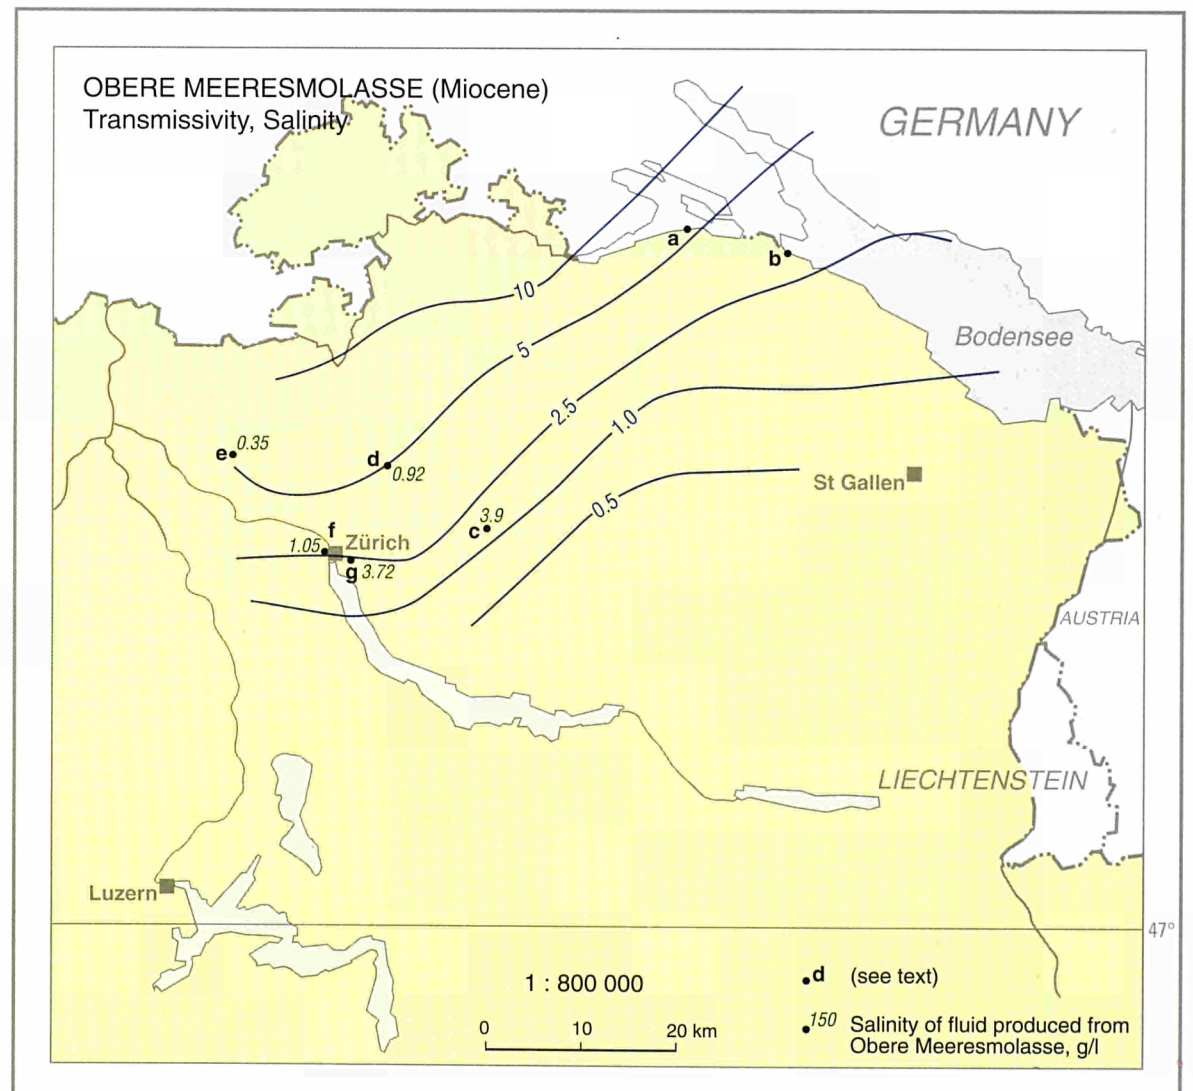 OBERE MEERESMOLASSE (Miocene)
Transmissivity, Salinity
GERMANY
a
b
10
Bodensee
5
2.5
1.0
e 0.35
d
0.92
St Gallen
0.5
3.9
c
f
1.05
Zürich
g 3.72
AUSTRIA
LIECHTENSTEIN
Luzern
47°
1 : 800 000
0 10 20 km
d (see text)
150 Salinity of fluid produced from
Obere Meeresmolasse, g/l